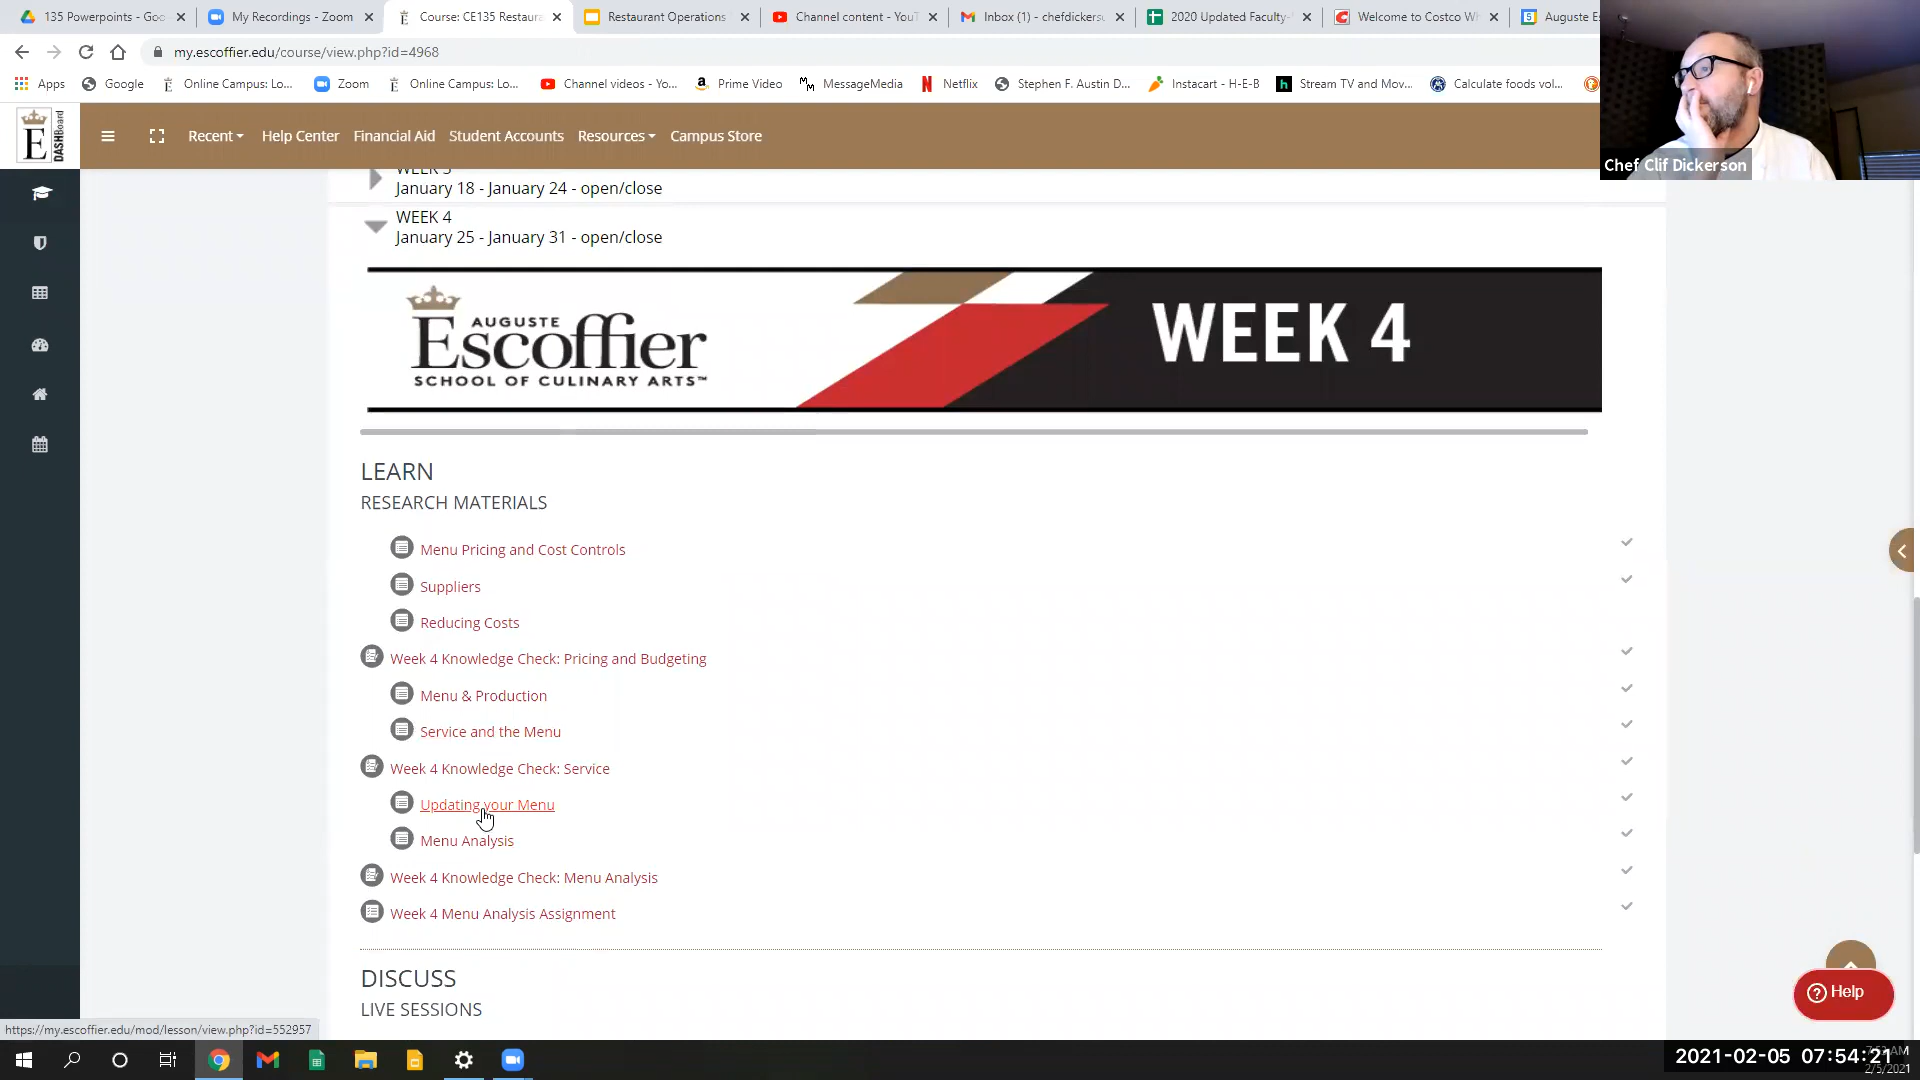 135 Powerpoints - Goo
My Recordings - Zoom
Course: CE135 Restaura
Restaurant Operations
Channel content - YouT
Inbox (1) - chefdickers
2020 Updated Faculty-
Welcome to Costco Wh
Auguste Es
my.escoffier.edu/course/view.php?id=4968
Apps
Google
Online Campus: Lo...
Zoom
Online Campus: Lo...
Channel videos - Yo...
Prime Video
MessageMedia
Netflix
Stephen F. Austin D...
Instacart - H-E-B
Stream TV and Mov...
Calculate foods vol...
E DASHBoard
Recent
Help Center
Financial Aid
Student Accounts
Resources
Campus Store
Chef Clif Dickerson
WEEK 3
January 18 - January 24 - open/close
WEEK 4
January 25 - January 31 - open/close
AUGUSTE
Escoffier
SCHOOL OF CULINARY ARTS™
WEEK 4
LEARN
RESEARCH MATERIALS
Menu Pricing and Cost Controls
Suppliers
Reducing Costs
Week 4 Knowledge Check: Pricing and Budgeting
Menu & Production
Service and the Menu
Week 4 Knowledge Check: Service
Updating your Menu
Menu Analysis
Week 4 Knowledge Check: Menu Analysis
Week 4 Menu Analysis Assignment
DISCUSS
LIVE SESSIONS
Help
https://my.escoffier.edu/mod/lesson/view.php?id=552957
2021-02-05 07:54:21
2/5/2021